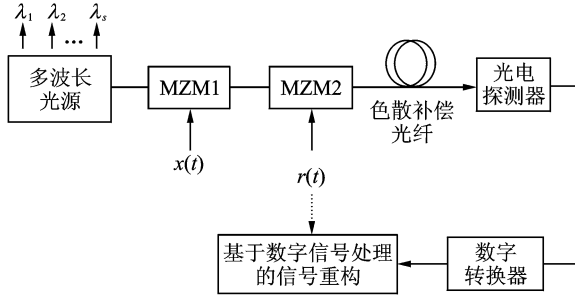 λ1 λ2 … λs
多波长
光源
MZM1
MZM2
色散补偿
光纤
光电
探测器
x(t)
r(t)
基于数字信号处理
的信号重构
数字
转换器